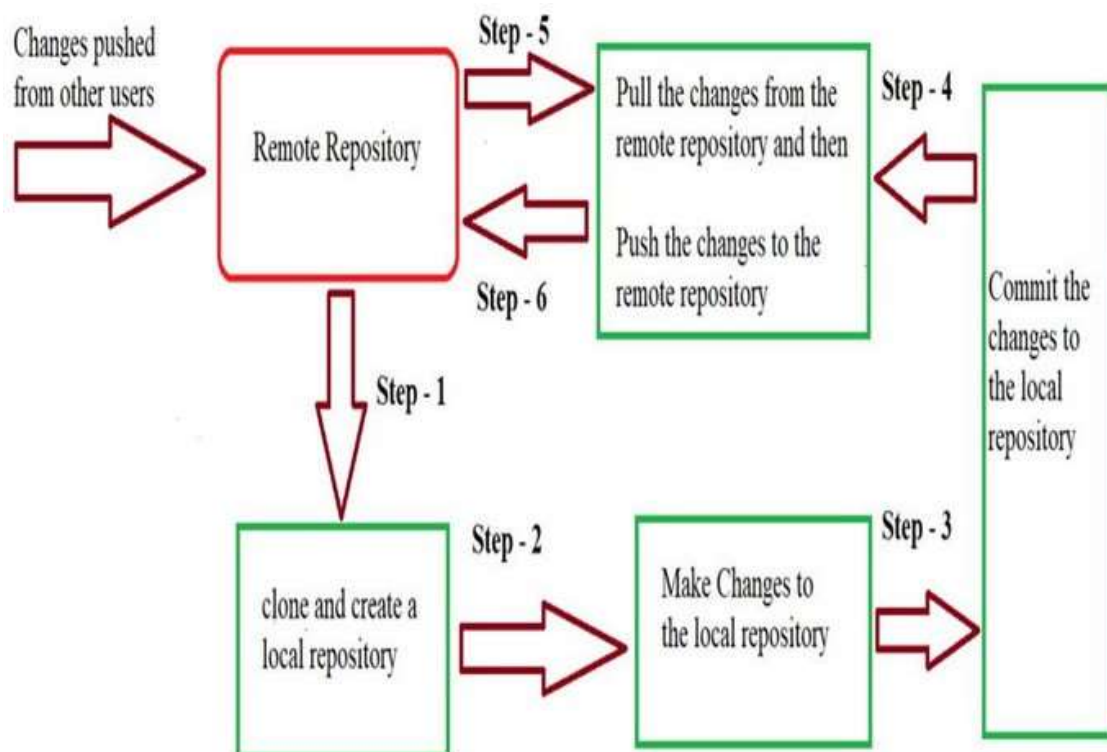 Changes pushed
from other users
Remote Repository
Step - 5
Pull the changes from the
remote repository and then
Push the changes to the
remote repository
Step - 4
Step - 6
Commit the
changes to
the local
repository
Step - 1
clone and create a
local repository
Step - 2
Make Changes to
the local repository
Step - 3